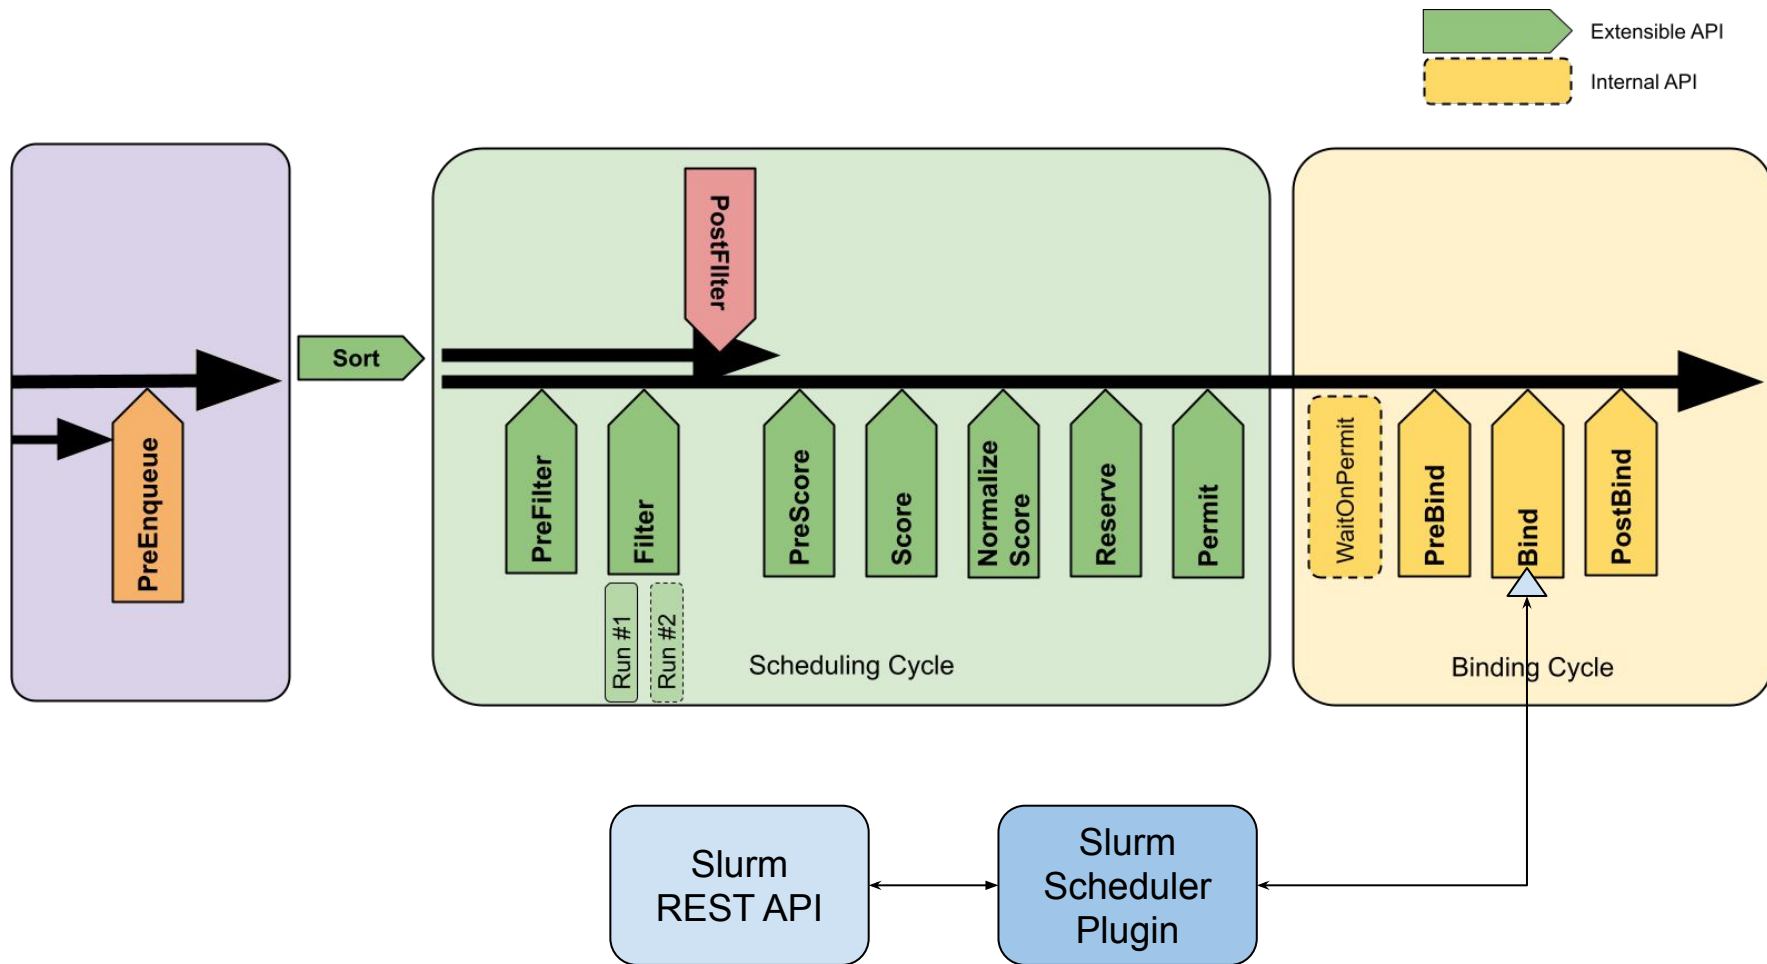 Extensible API
Internal API
PostFIlter
Sort
PreEnqueue
PreFilter
Filter
PreScore
Score
Normalize
Score
Reserve
Permit
WaitOnPermit
PreBind
Bind
PostBind
Run #1
Run #2
Scheduling Cycle
Binding Cycle
Slurm
REST API
Slurm
Scheduler
Plugin